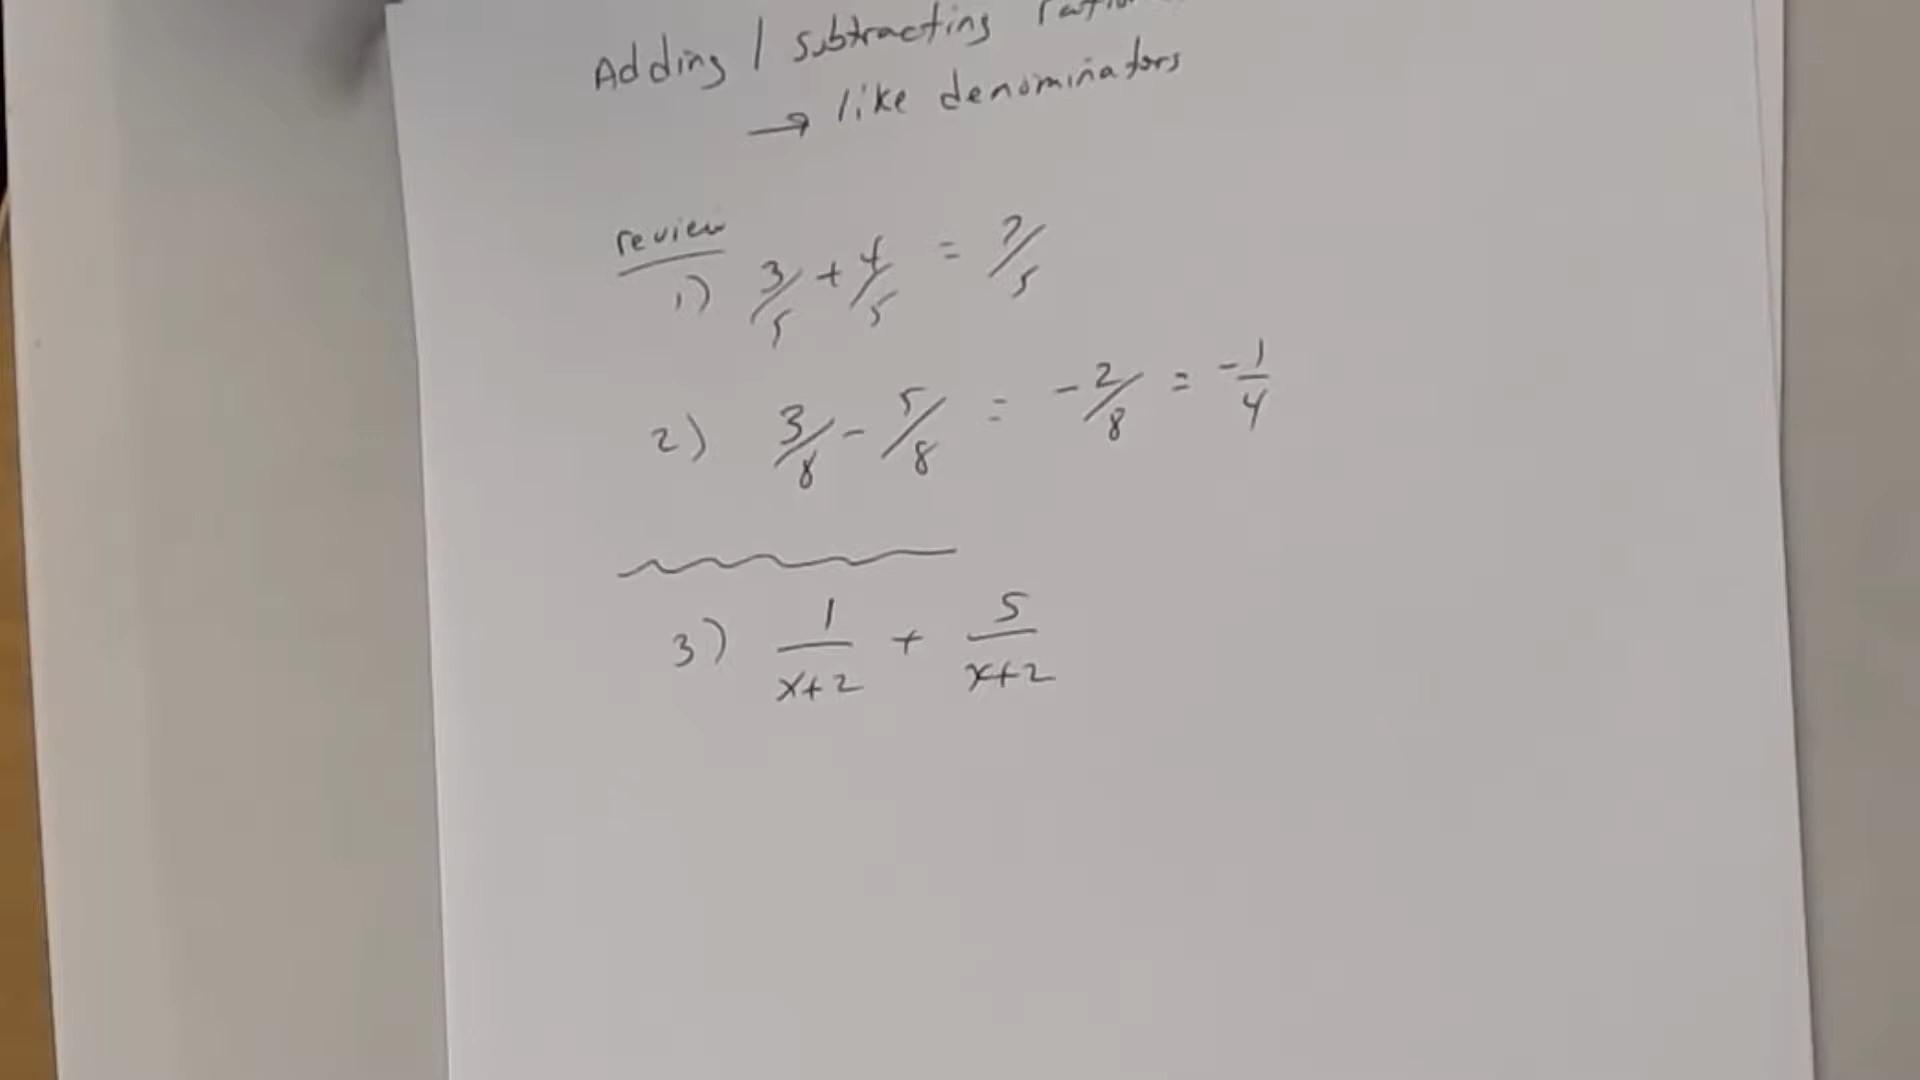 Adding / subtracting
→ like denominators
review
1) 3/5 + 4/5 = 7/5
2) 3/8 - 5/8 = -2/8 = -1/4
3) 1/x+2 + 5/x+2